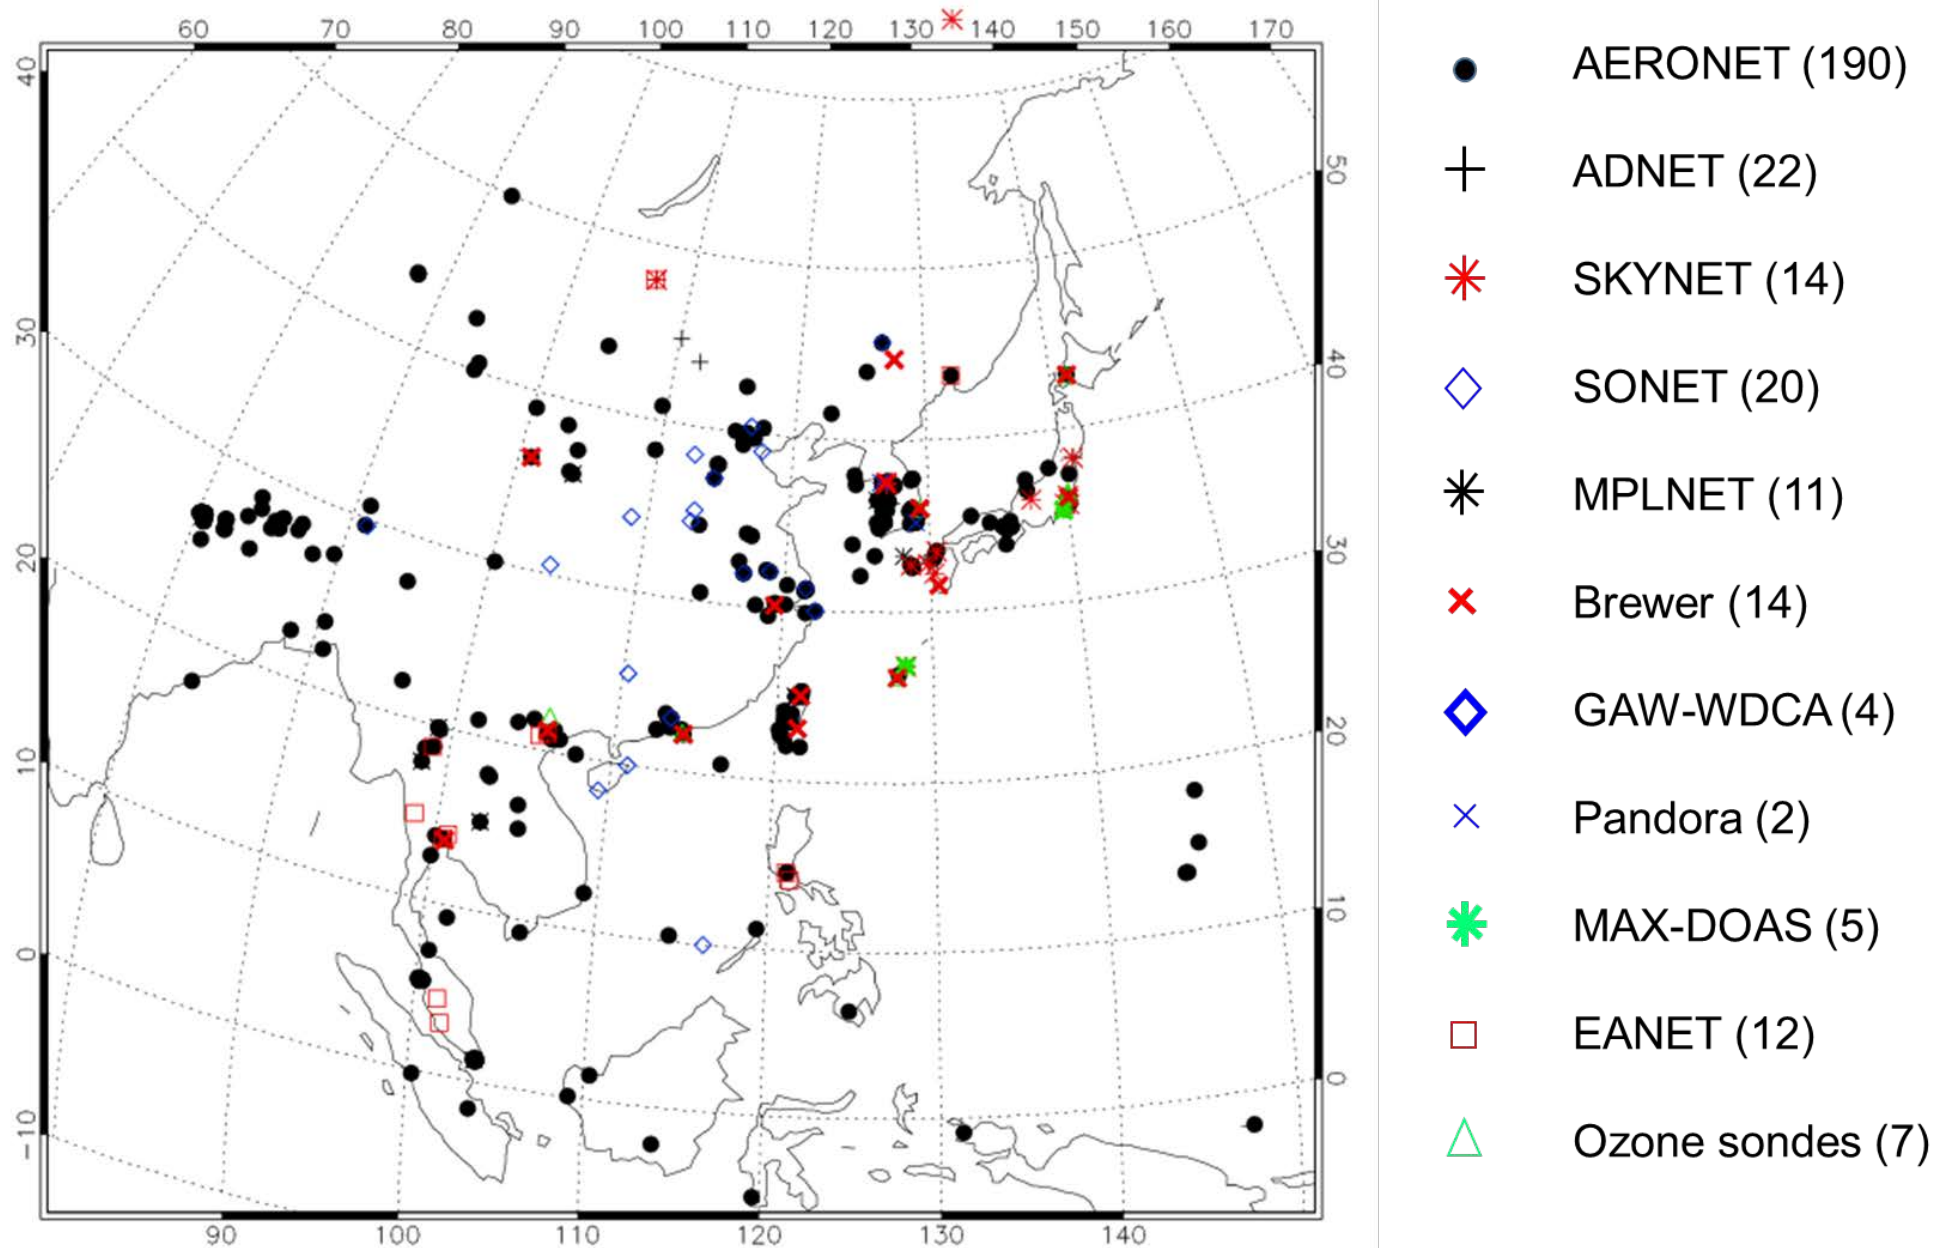 60 70 80 90 100 110 120 130 140 150 160 170
40
30
20
10
0
−10
50
40
30
20
10
0
90 100 110 120 130 140
AERONET (190)
ADNET (22)
SKYNET (14)
SONET (20)
MPLNET (11)
Brewer (14)
GAW-WDCA (4)
Pandora (2)
MAX-DOAS (5)
EANET (12)
Ozone sondes (7)